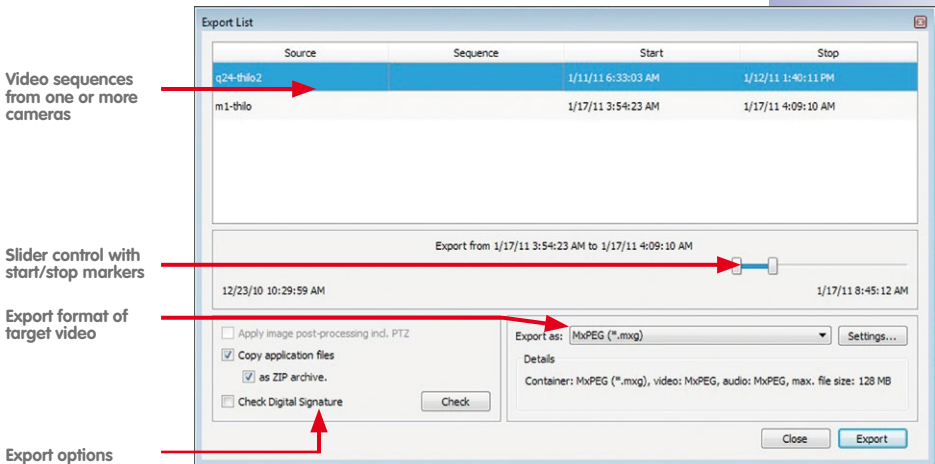 Export List
Source Sequence Start Stop
q24-thilo2 1/11/11 6:33:03 AM 1/12/11 1:40:11 PM
m1-thilo 1/17/11 3:54:23 AM 1/17/11 4:09:10 AM
Video sequences
from one or more
cameras
Export from 1/17/11 3:54:23 AM to 1/17/11 4:09:10 AM
Slider control with
start/stop markers
12/23/10 10:29:59 AM 1/17/11 8:45:12 AM
Export format of
target video
Apply image post-processing incl. PTZ
Copy application files
as ZIP archive.
Check Digital Signature Check
Export as: MxPEG (*.mxg) Settings...
Details
Container: MxPEG (*.mxg), video: MxPEG, audio: MxPEG, max. file size: 128 MB
Close Export
Export options